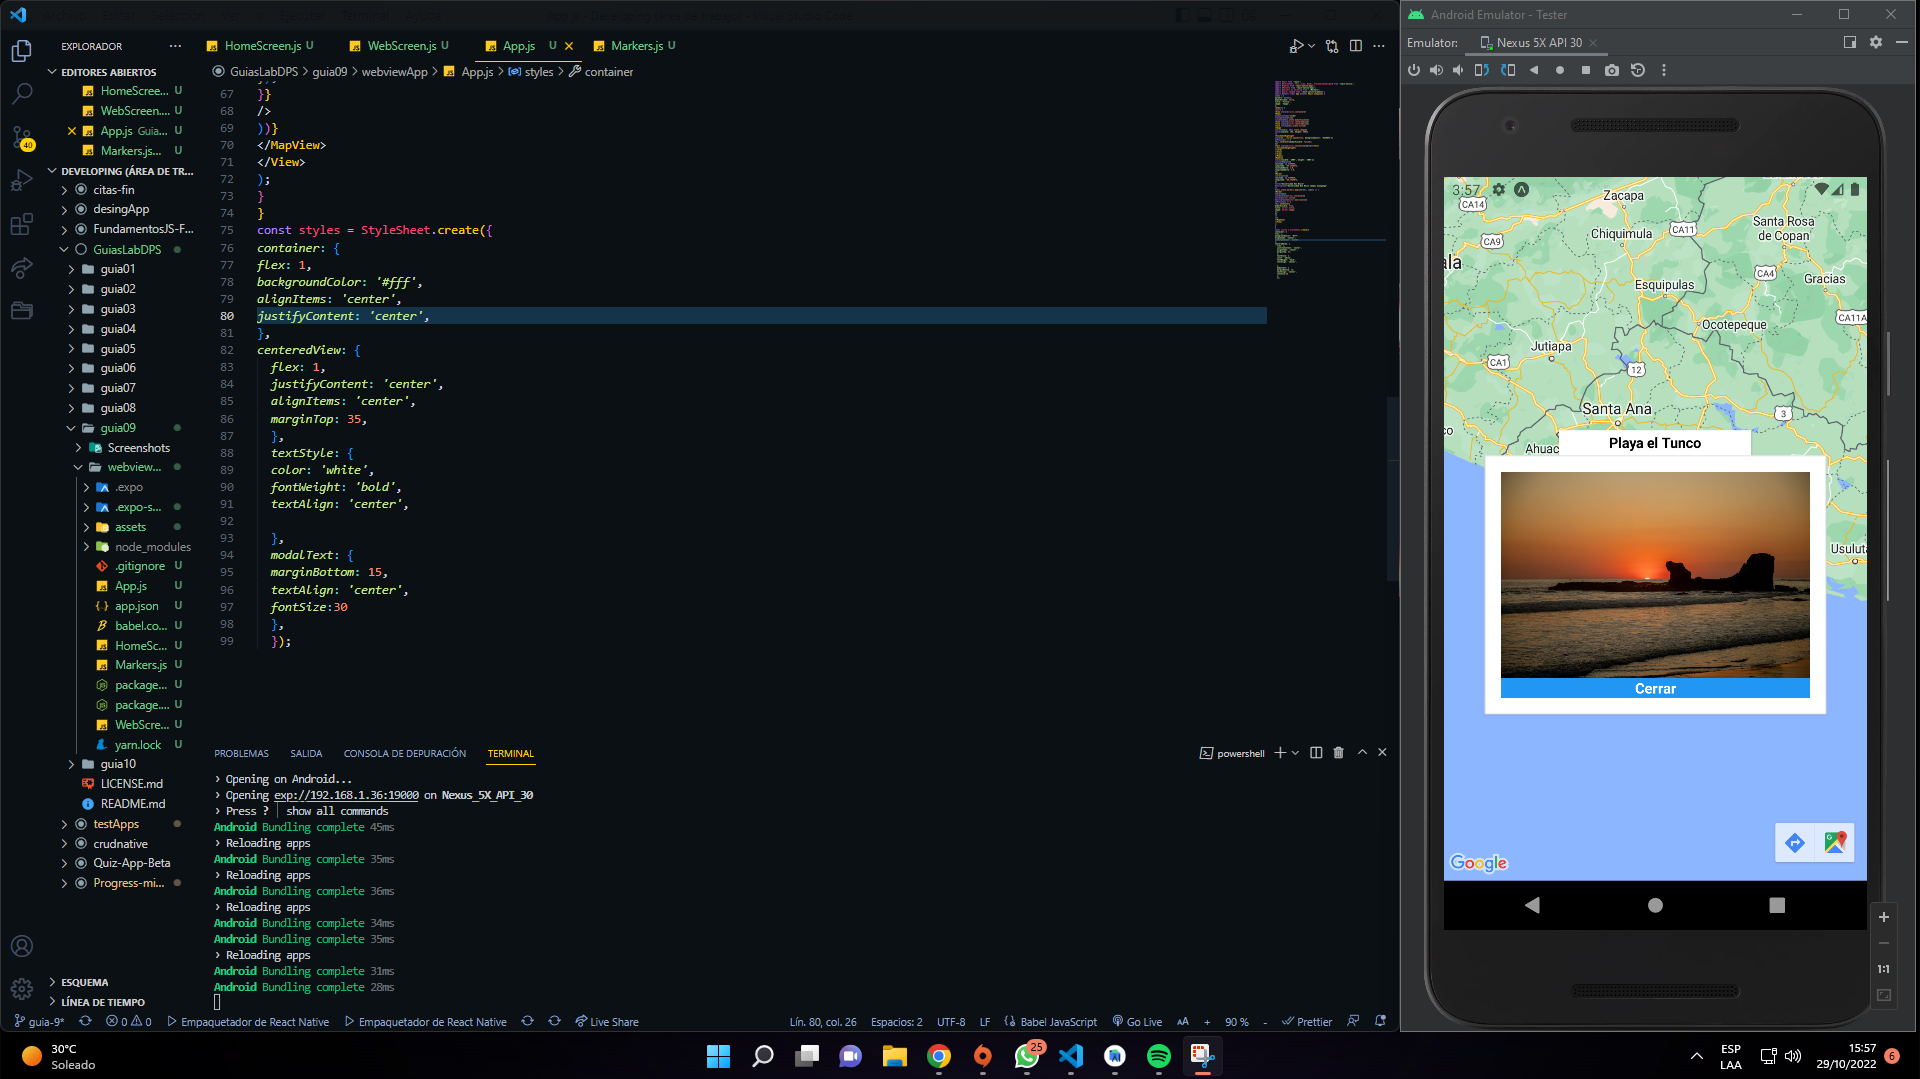 EXPLORADOR
EDITORES ABIERTOS
HomeScree... U
WebScreen... U
App.js Guia... U
Markers.js... U
DEVELOPING (ÁREA DE TR...
citas-fin
desingApp
FundamentosJS-F...
GuiasLabDPS
guia01
guia02
guia03
guia04
guia05
guia06
guia07
guia08
guia09
Screenshots
webview...
.expo
.expo-s...
assets
node_modules
.gitignore U
App.js U
app.json U
babel.co... U
HomeSc... U
Markers.js U
package... U
package.... U
WebScre... U
yarn.lock U
guia10
LICENSE.md
README.md
testApps
crudnative
Quiz-App-Beta
Progress-mi...
ESQUEMA
LÍNEA DE TIEMPO
40
HomeScreen.js U
WebScreen.js U
App.js U
Markers.js U
GuiasLabDPS > guia09 > webviewApp > App.js > styles > container
67 }}
68 />
69 ))}
70 </MapView>
71 </View>
72 );
73 }
74 }
75 const styles = StyleSheet.create({
76 container: {
77 flex: 1,
78 backgroundColor: '#fff',
79 alignItems: 'center',
80 justifyContent: 'center',
81 },
82 centeredView: {
83 flex: 1,
84 justifyContent: 'center',
85 alignItems: 'center',
86 marginTop: 35,
87 },
88 textStyle: {
89 color: 'white',
90 fontWeight: 'bold',
91 textAlign: 'center',
92
93 },
94 modalText: {
95 marginBottom: 15,
96 textAlign: 'center',
97 fontSize:30
98 },
99 });
PROBLEMAS SALIDA CONSOLA DE DEPURACIÓN TERMINAL
powershell
› Opening on Android...
› Opening exp://192.168.1.36:19000 on Nexus_5X_API_30
› Press ? │ show all commands
Android Bundling complete 45ms
› Reloading apps
Android Bundling complete 35ms
› Reloading apps
Android Bundling complete 36ms
› Reloading apps
Android Bundling complete 34ms
Android Bundling complete 35ms
› Reloading apps
Android Bundling complete 31ms
Android Bundling complete 28ms
guia-9* 0 0 Empaquetador de React Native Empaquetador de React Native Live Share Lín. 80, col. 26 Espacios: 2 UTF-8 LF Babel JavaScript Go Live AA + 90 % - Prettier
Android Emulator - Tester
Emulator: Nexus 5X API 30
3:57
Zacapa
CA14
Santa Rosa
de Copan
Chiquimula
CA11
CA9
ala
CA4
Gracias
Esquipulas
CA11A
Ocotepeque
Jutiapa
CA1
12
Santa Ana
3
co
Ahuac
Playa el Tunco
Usuluta
Cerrar
Google
1:1
30°C
Soleado
25
ESP
LAA
15:57
29/10/2022
6